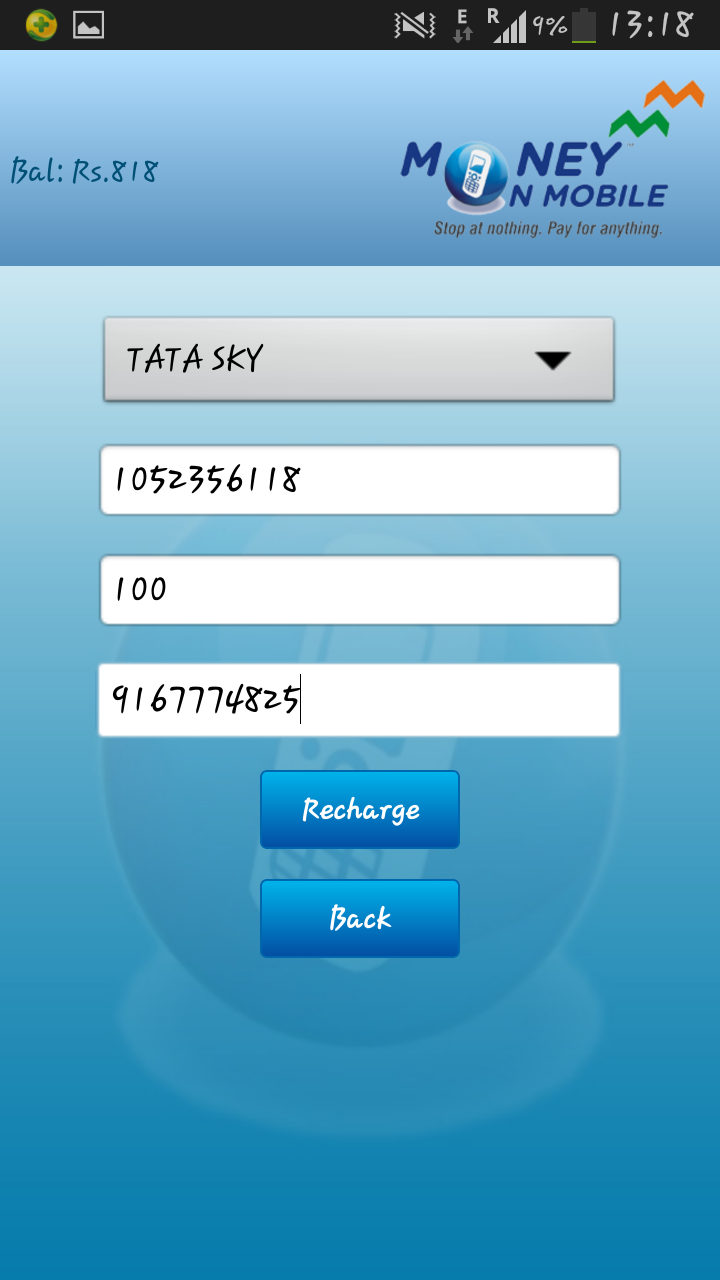 E R 9% 13:18
Bal: Rs.818
MONEY
ON MOBILE
Stop at nothing. Pay for anything.
TATA SKY
1052356118
100
9167774825
Recharge
Back